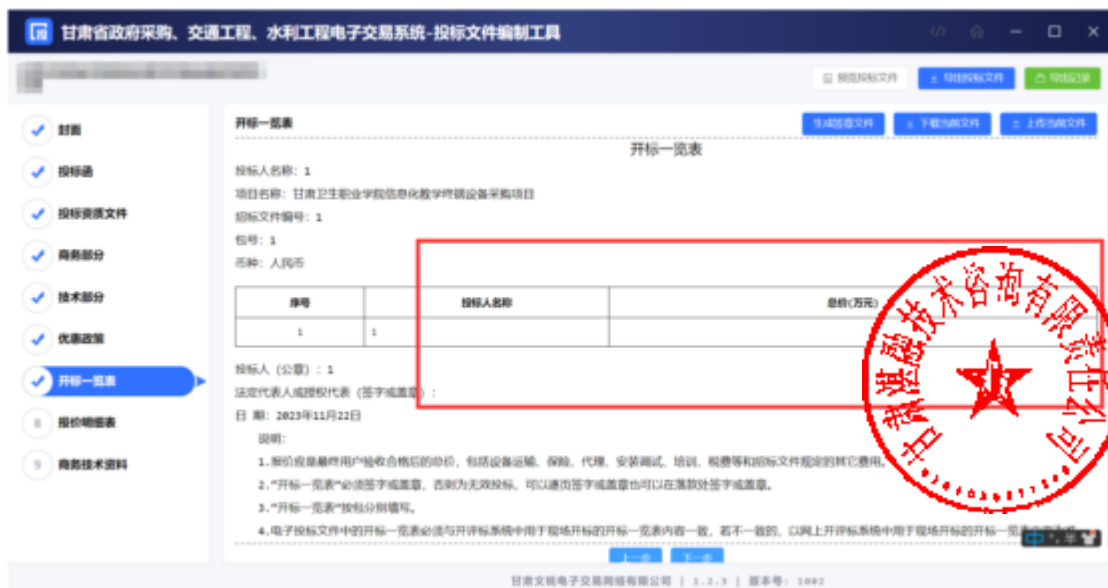 甘肃省政府采购、交通工程、水利工程电子交易系统-投标文件编制工具
预览投标文件 导出投标文件 导出记录
封面
投标函
投标资质文件
商务部分
技术部分
优惠政策
开标一览表
8 报价明细表
9 商务技术资料
开标一览表
生成签章文件 下载当前文件 上传当前文件
开标一览表
投标人名称: 1
项目名称: 甘肃卫生职业学院信息化教学终端设备采购项目
招标文件编号: 1
包号: 1
币种: 人民币
序号 投标人名称 总价(万元)
1 1
投标人 (公章) : 1
法定代表人或授权代表 (签字或盖章) :
日 期: 2023年11月22日
说明:
1.报价应是最终用户验收合格后的总价, 包括设备运输、保险、代理、安装调试、培训、税费等和招标文件规定的其它费用。
2."开标一览表"必须签字或盖章, 否则为无效投标, 可以逐页签字或盖章也可以在落款处签字或盖章。
3."开标一览表"按包分别填写。
4.电子投标文件中的开标一览表必须与开评标系统中用于现场开标的开标一览表内容一致, 若不一致的, 以网上开评标系统中用于现场开标的开标一览
上一步 下一步
中 半
甘肃文锐电子交易网络有限公司 | 1.2.3 | 版本号: 1002